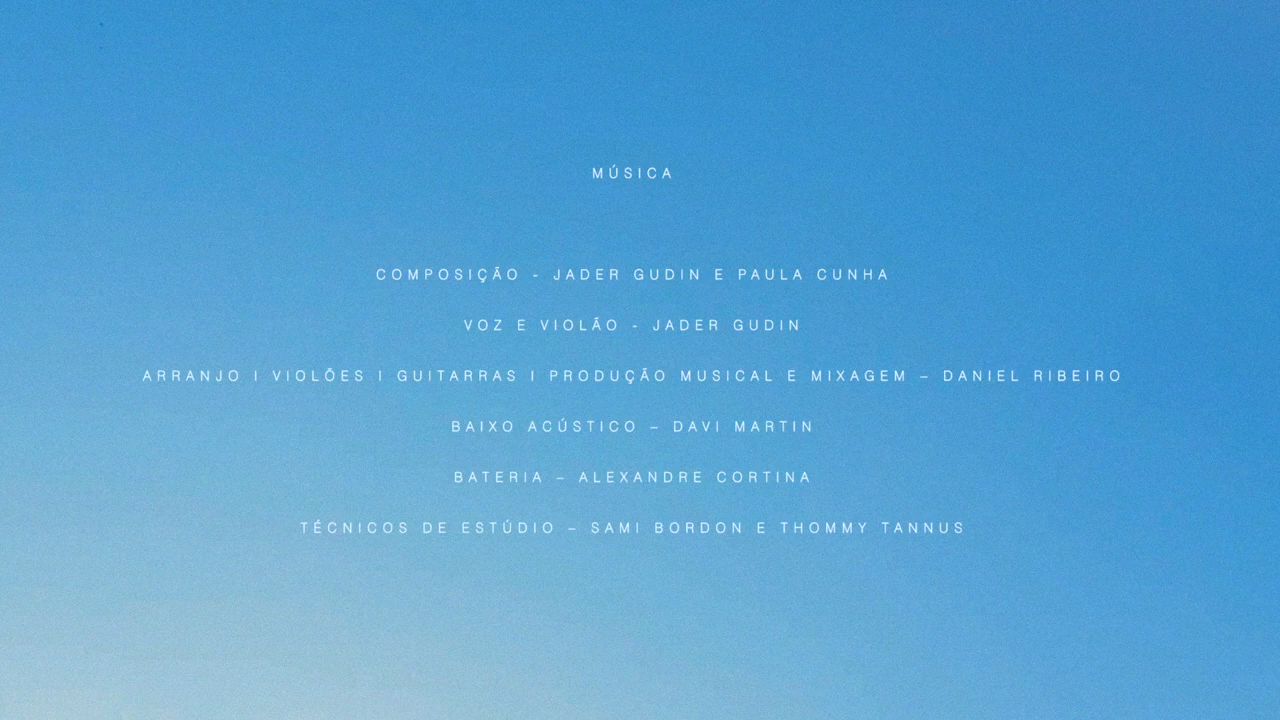 MÚSICA
COMPOSIÇÃO - JADER GUDIN E PAULA CUNHA
VOZ E VIOLÃO - JADER GUDIN
ARRANJO I VIOLÕES I GUITARRAS I PRODUÇÃO MUSICAL E MIXAGEM – DANIEL RIBEIRO
BAIXO ACÚSTICO – DAVI MARTIN
BATERIA – ALEXANDRE CORTINA
TÉCNICOS DE ESTÚDIO – SAMI BORDON E THOMMY TANNUS